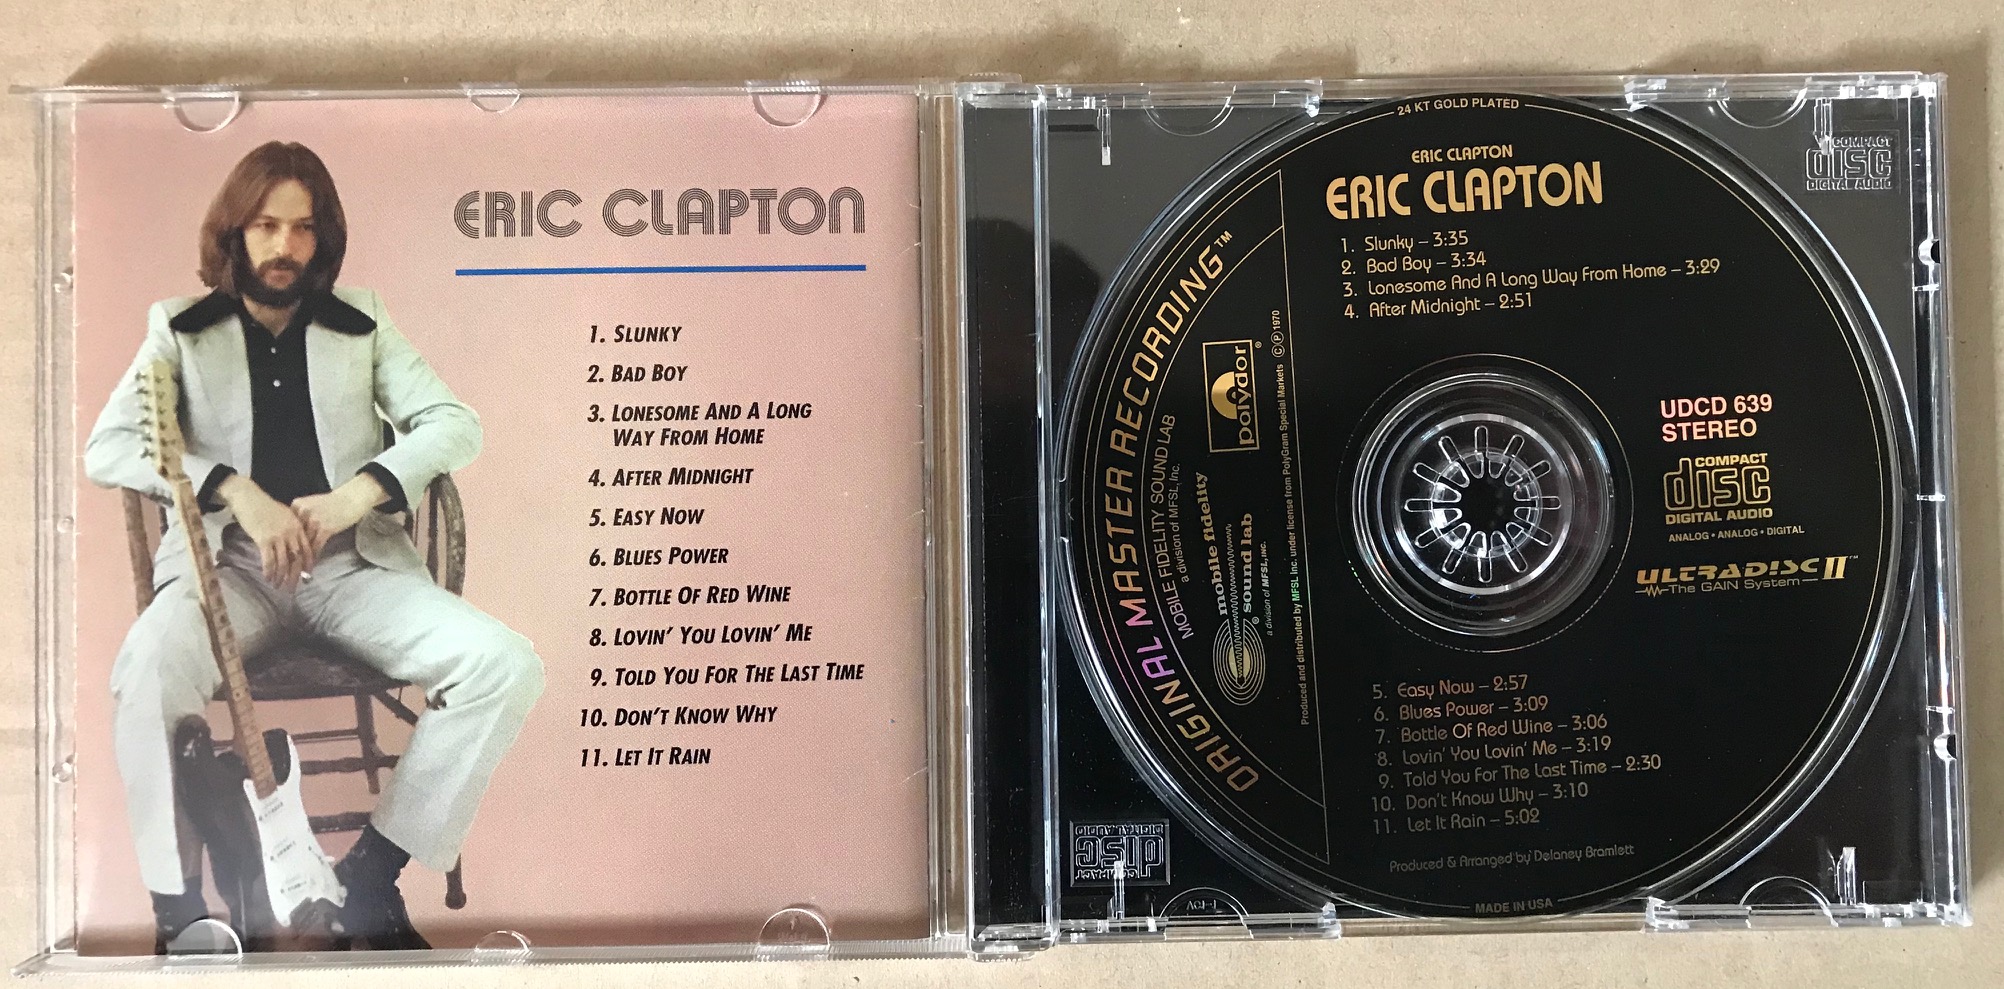 ERIC CLAPTON
1. SLUNKY
2. BAD BOY
3. LONESOME AND A LONG
WAY FROM HOME
4. AFTER MIDNIGHT
5. EASY NOW
6. BLUES POWER
7. BOTTLE OF RED WINE
8. LOVIN' YOU LOVIN' ME
9. TOLD YOU FOR THE LAST TIME
10. DON'T KNOW WHY
11. LET IT RAIN
24 KT GOLD PLATED
ERIC CLAPTON
ERIC CLAPTON
1. Slunky – 3:35
2. Bad Boy – 3:34
3. Lonesome And A Long Way From Home – 3:29
4. After Midnight – 2:51
ORIGINAL MASTER RECORDING™
MOBILE FIDELITY SOUND LAB
a division of MFSL, Inc.
polydor®
mobile fidelity
sound lab®
a division of MFSL, INC.
Produced and distributed by MFSL Inc. under license from PolyGram Special Markets Ⓒ Ⓟ 1970
UDCD 639
STEREO
COMPACT
disc
DIGITAL AUDIO
ANALOG • ANALOG • DIGITAL
ULTRADISC II™
The GAIN System
5. Easy Now – 2:57
6. Blues Power – 3:09
7. Bottle Of Red Wine – 3:06
8. Lovin' You Lovin' Me – 3:19
9. Told You For The Last Time – 2:30
10. Don't Know Why – 3:10
11. Let It Rain – 5:02
Produced & Arranged by Delaney Bramlett
MADE IN USA
COMPACT
disc
DIGITAL AUDIO
COMPACT
disc
DIGITAL AUDIO